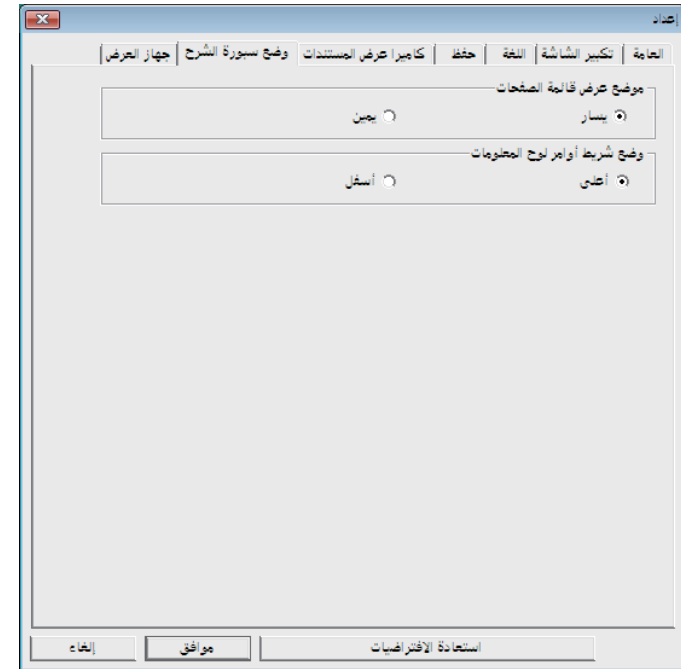 إعداد
العامة تكبير الشاشة اللغة حفظ كاميرا عرض المستندات وضع سبورة الشرح جهاز العرض
موضع عرض قائمة الصفحات
يسار يمين
وضع شريط أوامر لوح المعلومات
أعلى أسفل
استعادة الافتراضيات موافق إلغاء